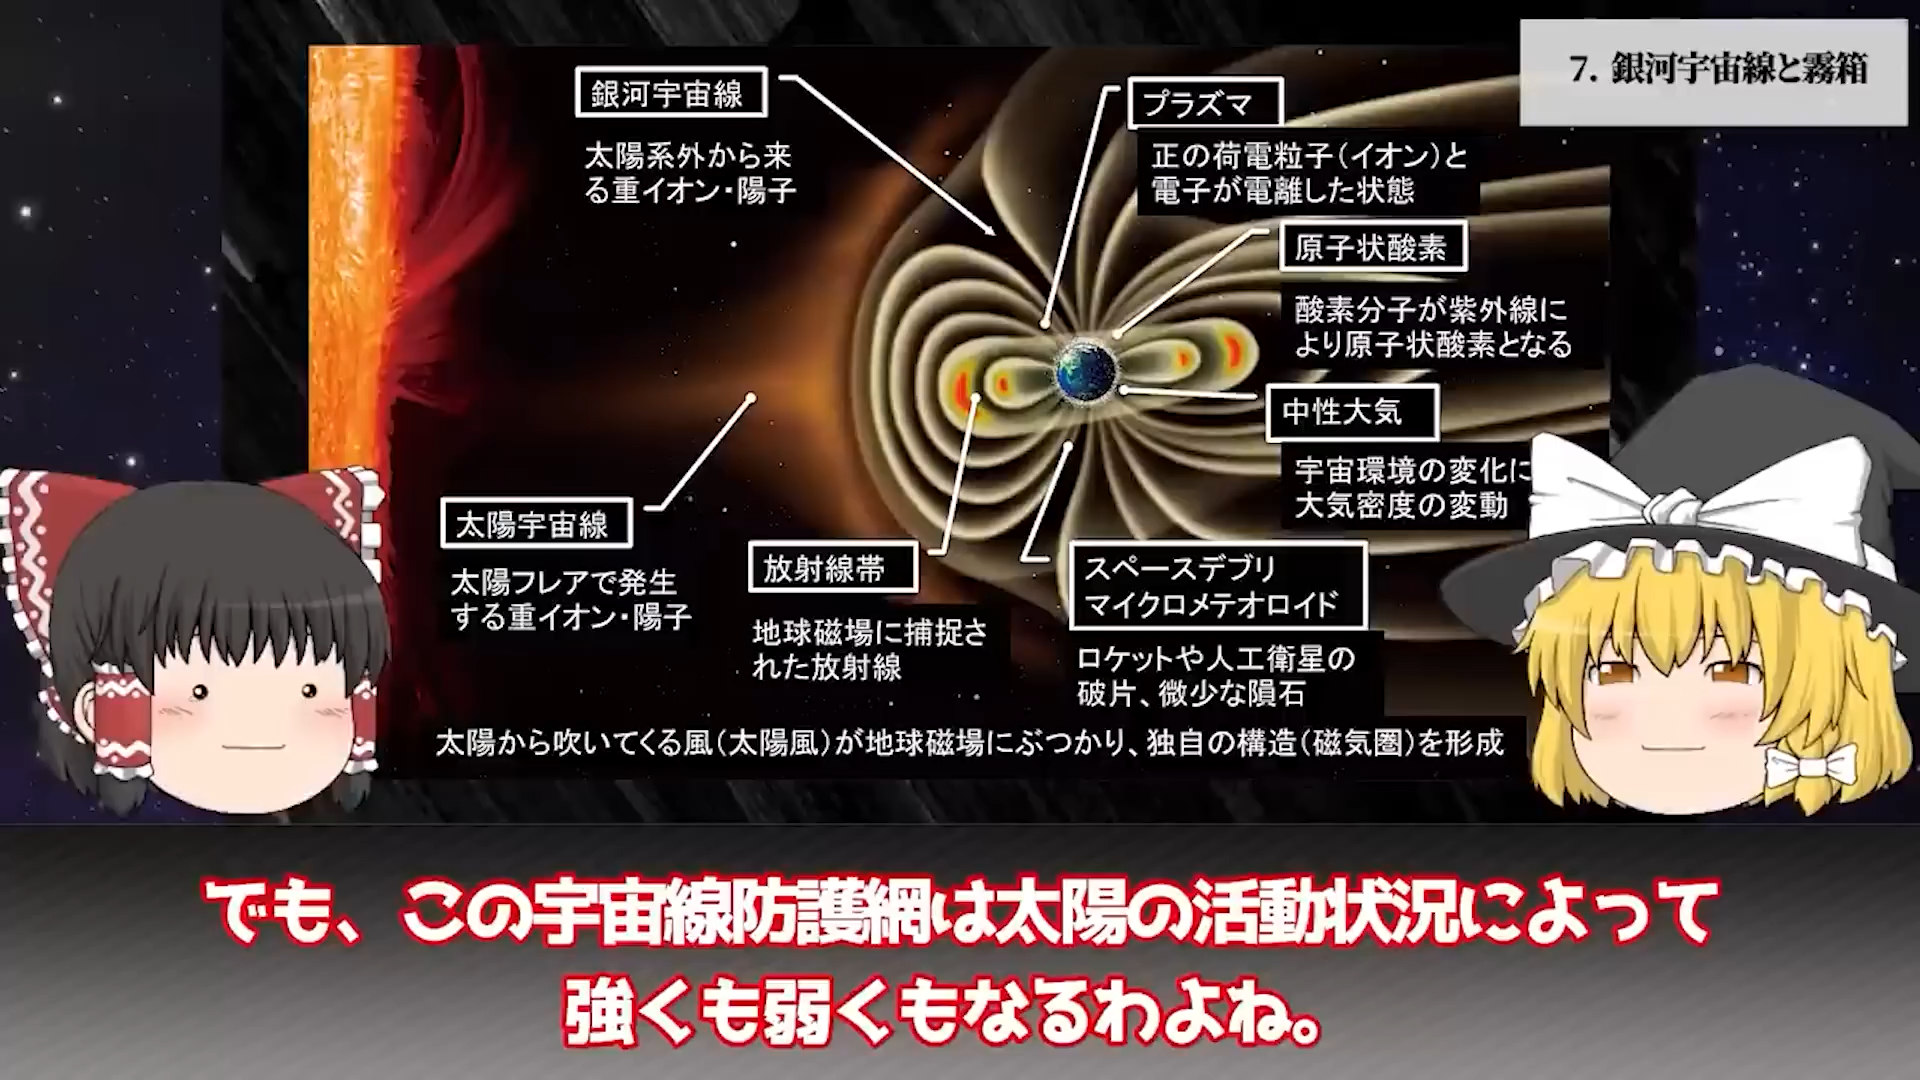 7. 銀河宇宙線と霧箱
銀河宇宙線
太陽系外から来
る重イオン・陽子
プラズマ
正の荷電粒子(イオン)と
電子が電離した状態
原子状酸素
酸素分子が紫外線に
より原子状酸素となる
中性大気
宇宙環境の変化に
大気密度の変動
太陽宇宙線
太陽フレアで発生
する重イオン・陽子
放射線帯
地球磁場に捕捉さ
れた放射線
スペースデブリ
マイクロメテオロイド
ロケットや人工衛星の
破片、微少な隕石
太陽から吹いてくる風(太陽風)が地球磁場にぶつかり、独自の構造(磁気圏)を形成
でも、この宇宙線防護網は太陽の活動状況によって
強くも弱くもなるわよね。